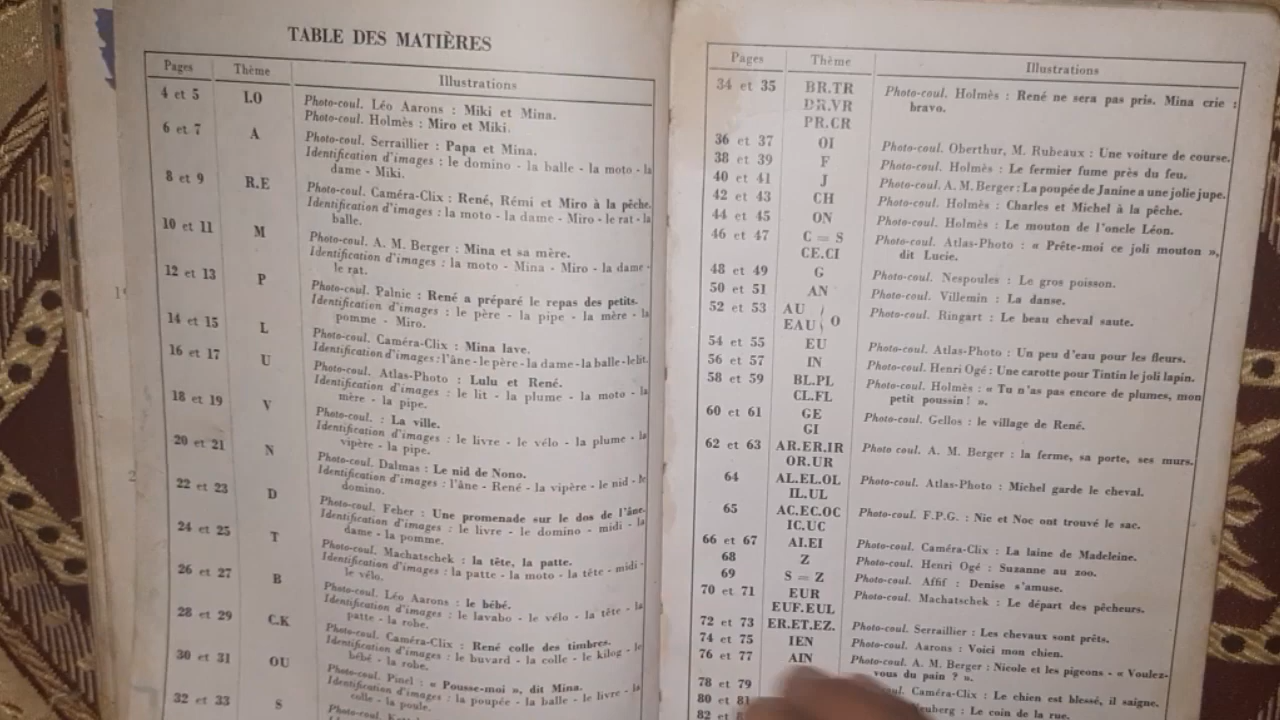 TABLE DES MATIÈRES
Pages Thème Illustrations
4 et 5 I.O Photo-coul. Léo Aarons : Miki et Mina.
Photo-coul. Holmès : Miro et Miki.
6 et 7 A Photo-coul. Serraillier : Papa et Mina.
Identification d'images : le domino - la balle - la moto - la
dame - Miki.
8 et 9 R.E Photo-coul. Caméra-Clix : René, Rémi et Miro à la pêche.
Identification d'images : la moto - la dame - Miro - le rat - la
balle.
10 et 11 M Photo-coul. A. M. Berger : Mina et sa mère.
Identification d'images : la moto - Mina - Miro - la dame -
le rat.
12 et 13 P Photo-coul. Palnic : René a préparé le repas des petits.
Identification d'images : le père - la pipe - la mère - la
pomme - Miro.
14 et 15 L Photo-coul. Caméra-Clix : Mina lave.
Identification d'images : l'âne - le père - la dame - la balle - le lit.
16 et 17 U Photo-coul. Atlas-Photo : Lulu et René.
Identification d'images : le lit - la plume - la moto - la
mère - la pipe.
18 et 19 V Photo-coul. : La ville.
Identification d'images : le livre - le vélo - la plume - la
vipère - la pipe.
20 et 21 N Photo-coul. Dalmas : Le nid de Nono.
Identification d'images : l'âne - René - la vipère - le nid - le
domino.
22 et 23 D Photo-coul. Feher : Une promenade sur le dos de l'âne.
Identification d'images : le livre - le domino - midi - la
dame - la pomme.
24 et 25 T Photo-coul. Machatschek : la tête, la patte.
Identification d'images : la patte - la moto - la tête - midi -
le vélo.
26 et 27 B Photo-coul. Léo Aarons : le bébé.
Identification d'images : le lavabo - le vélo - la tête - la
patte - la robe.
28 et 29 C.K Photo-coul. Caméra-Clix : René colle des timbres.
Identification d'images : le buvard - la colle - le kilog - le
bébé - la robe.
30 et 31 OU Photo-coul. Pinel : « Pousse-moi », dit Mina.
Identification d'images : la poupée - la balle - le livre - la
colle - la poule.
32 et 33 S Photo-coul.
Pages Thème Illustrations
34 et 35 BR.TR Photo-coul. Holmès : René ne sera pas pris. Mina crie :
DR.VR bravo.
PR.CR
36 et 37 OI Photo-coul. Oberthur, M. Rubeaux : Une voiture de course.
38 et 39 F Photo-coul. Holmès : Le fermier fume près du feu.
40 et 41 J Photo-coul. A. M. Berger : La poupée de Janine a une jolie jupe.
42 et 43 CH Photo-coul. Holmès : Charles et Michel à la pêche.
44 et 45 ON Photo-coul. Holmès : Le mouton de l'oncle Léon.
46 et 47 C = S Photo-coul. Atlas-Photo : « Prête-moi ce joli mouton »,
CE.CI dit Lucie.
48 et 49 G Photo-coul. Nespoules : Le gros poisson.
50 et 51 AN Photo-coul. Villemin : La danse.
52 et 53 AU Photo-coul. Ringart : Le beau cheval saute.
EAU O
54 et 55 EU Photo-coul. Atlas-Photo : Un peu d'eau pour les fleurs.
56 et 57 IN Photo-coul. Henri Ogé : Une carotte pour Tintin le joli lapin.
58 et 59 BL.PL Photo-coul. Holmès : « Tu n'as pas encore de plumes, mon
CL.FL petit poussin ! ».
60 et 61 GE Photo-coul. Gellos : le village de René.
GI
62 et 63 AR.ER.IR Photo coul. A. M. Berger : la ferme, sa porte, ses murs.
OR.UR
64 AL.EL.OL Photo-coul. Atlas-Photo : Michel garde le cheval.
IL.UL
65 AC.EC.OC Photo-coul. F.P.G. : Nic et Noc ont trouvé le sac.
IC.UC
66 et 67 AI.EI Photo-coul. Caméra-Clix : La laine de Madeleine.
68 Z Photo-coul. Henri Ogé : Suzanne au zoo.
69 S = Z Photo-coul. Affif : Denise s'amuse.
70 et 71 EUR Photo-coul. Machatschek : Le départ des pêcheurs.
EUF.EUL
72 et 73 ER.ET.EZ. Photo-coul. Serraillier : Les chevaux sont prêts.
74 et 75 IEN Photo-coul. Aarons : Voici mon chien.
76 et 77 AIN Photo-coul. A. M. Berger : Nicole et les pigeons - « Voulez-
vous du pain ? ».
78 et 79 Caméra-Clix : Le chien est blessé, il saigne.
80 et 81 : Le coin de la rue.
82 et